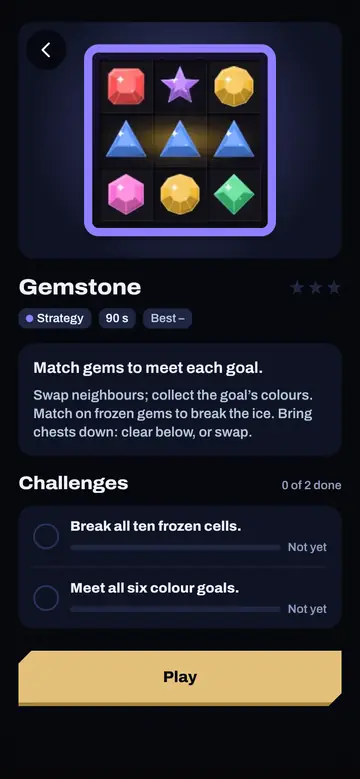 Gemstone
Strategy
90 s
Best –
Match gems to meet each goal.
Swap neighbours; collect the goal's colours.
Match on frozen gems to break the ice. Bring
chests down: clear below, or swap.
Challenges
0 of 2 done
Break all ten frozen cells.
Not yet
Meet all six colour goals.
Not yet
Play